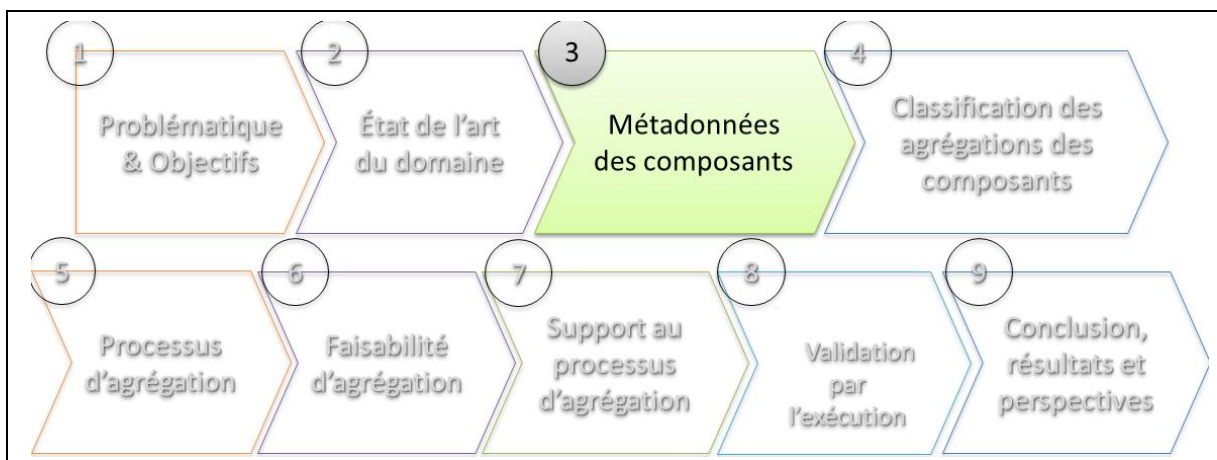 1
Problématique
& Objectifs
2
État de l'art
du domaine
3
Métadonnées
des composants
4
Classification des
agrégations des
composants
5
Processus
d'agrégation
6
Faisabilité
d'agrégation
7
Support au
processus
d'agrégation
8
Validation
par
l'exécution
9
Conclusion,
résultats et
perspectives